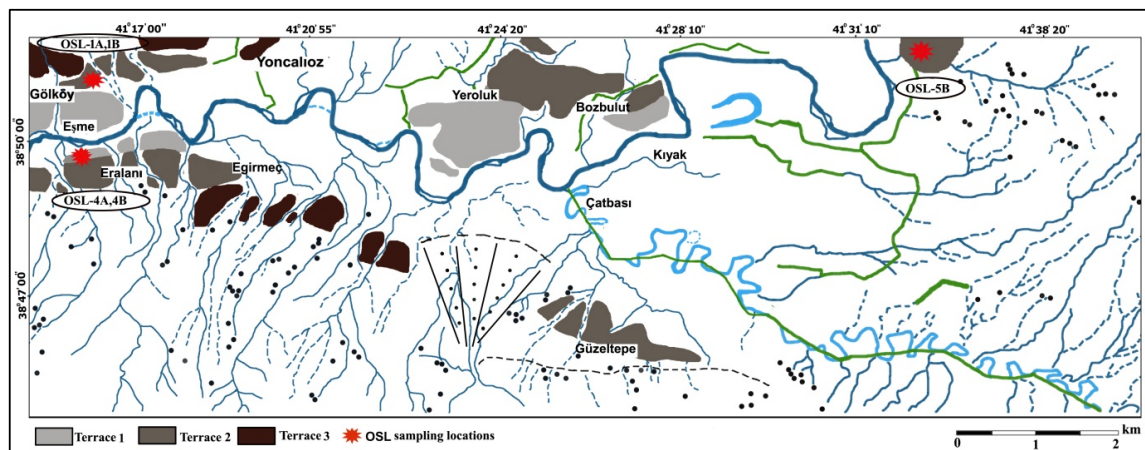 41°17'00"
41°20'55"
41°24'20"
41°28'10"
41°31'10"
41°38'20"
OSL-1A,1B
Yoncalıoz
OSL-5B
Gölköy
Yeroluk
Bozbulut
Eşme
38°50'00"
Kıyak
Eralanı
Egirmeç
OSL-4A,4B
Çatbası
38°47'00"
Güzeltepe
Terrace 1
Terrace 2
Terrace 3
OSL sampling locations
km
0
1
2